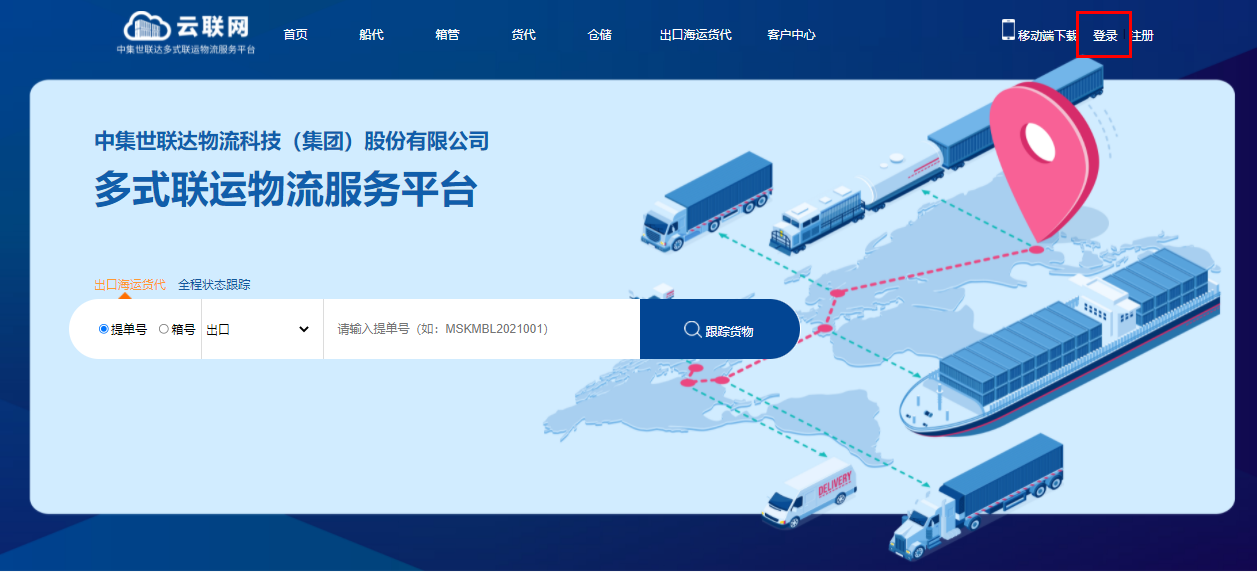 云联网
中集世联达多式联运物流服务平台
首页 船代 箱管 货代 仓储 出口海运货代 客户中心 移动端下载 登录 注册
中集世联达物流科技（集团）股份有限公司
多式联运物流服务平台
出口海运货代 全程状态跟踪
提单号 箱号 出口 请输入提单号（如：MSKMBL2021001） 跟踪货物
DELIVERY